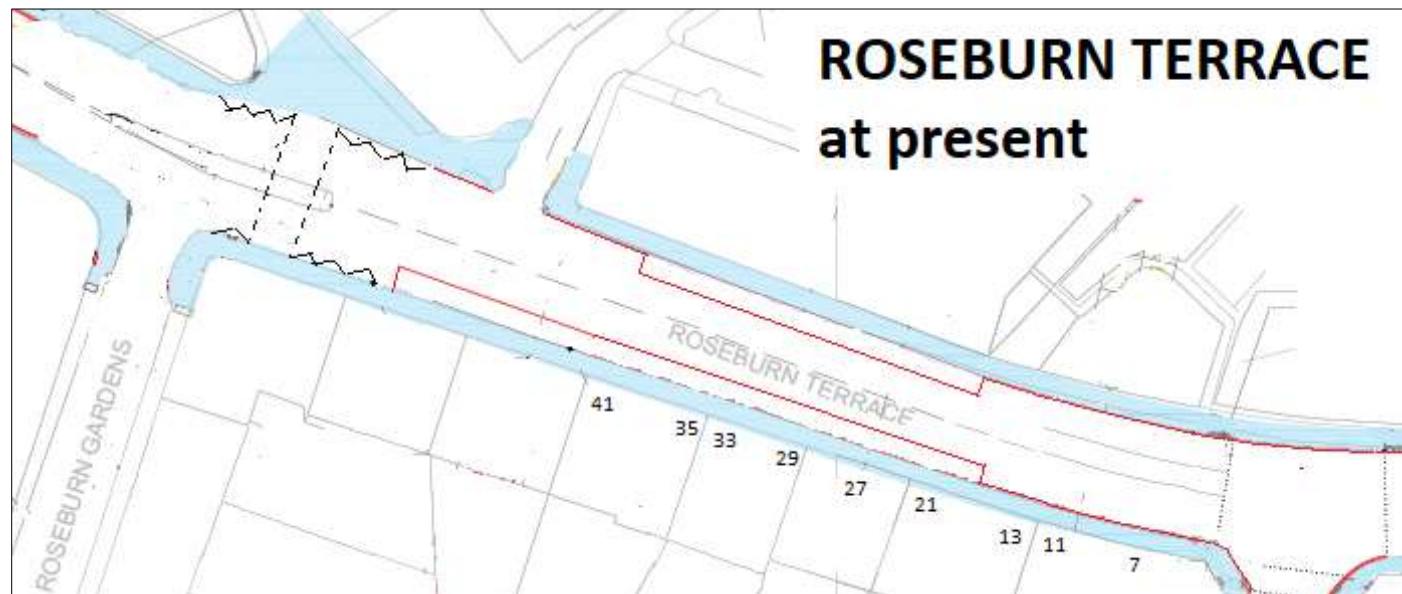 ROSEBURN TERRACE
at present
ROSEBURN TERRACE
ROSEBURN GARDENS
41
35
33
29
27
21
13
11
7